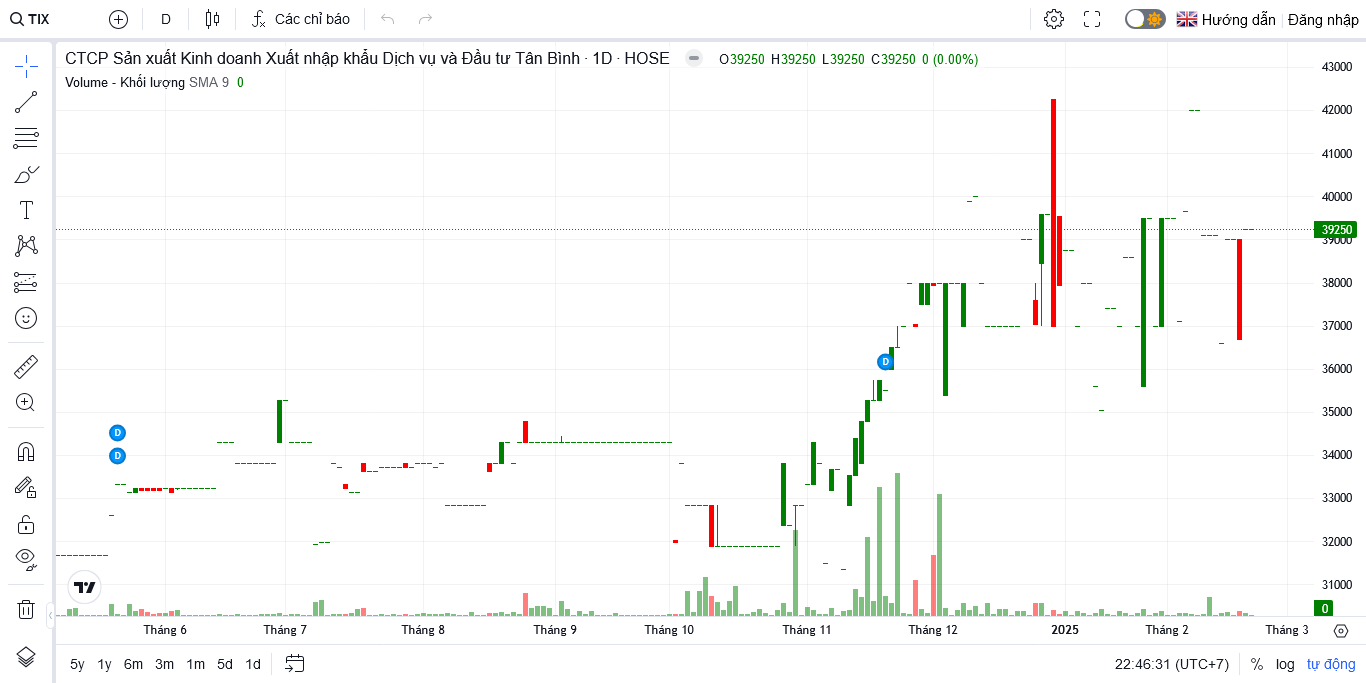 TIX D Các chỉ báo Hướng dẫn Đăng nhập
CTCP Sản xuất Kinh doanh Xuất nhập khẩu Dịch vụ và Đầu tư Tân Bình · 1D · HOSE O39250 H39250 L39250 C39250 0 (0.00%)
Volume - Khối lượng SMA 9 0
43000
42000
41000
40000
39250
39000
38000
37000
36000
35000
34000
33000
32000
31000
0
D
D
D
Tháng 6 Tháng 7 Tháng 8 Tháng 9 Tháng 10 Tháng 11 Tháng 12 2025 Tháng 2 Tháng 3
5y 1y 6m 3m 1m 5d 1d 22:46:31 (UTC+7) % log tự động